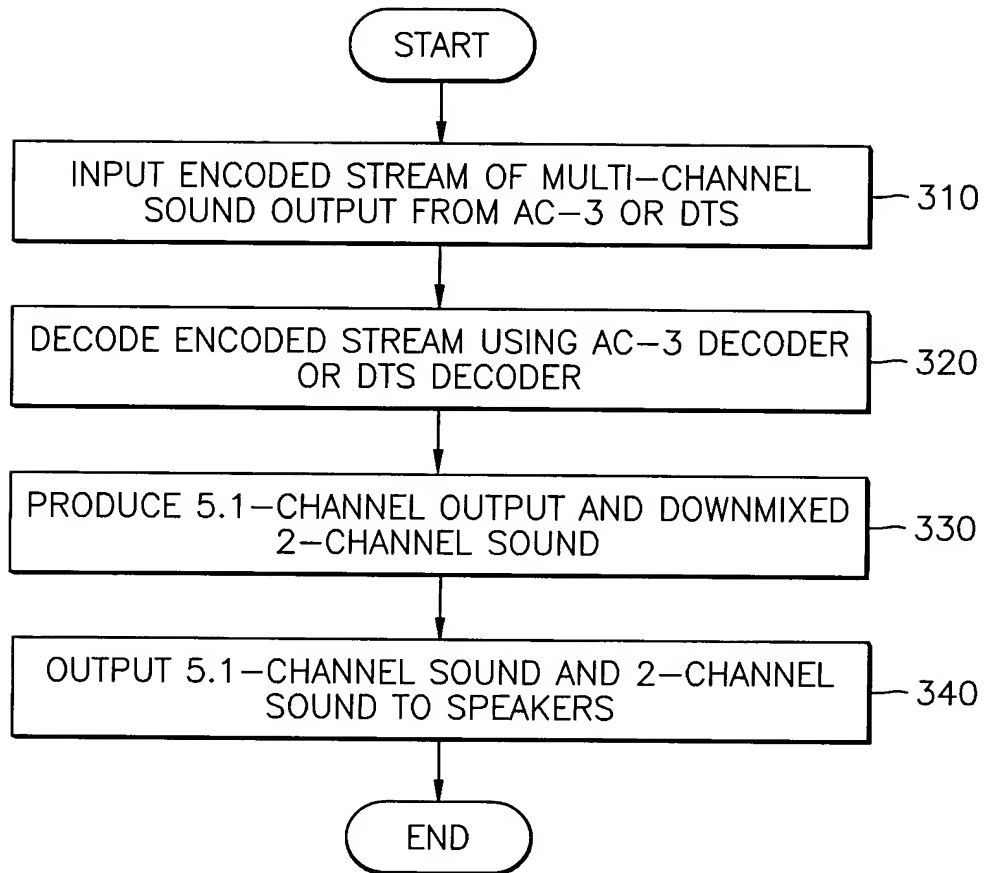 START
INPUT ENCODED STREAM OF MULTI-CHANNEL
SOUND OUTPUT FROM AC-3 OR DTS
310
DECODE ENCODED STREAM USING AC-3 DECODER
OR DTS DECODER
320
PRODUCE 5.1-CHANNEL OUTPUT AND DOWNMIXED
2-CHANNEL SOUND
330
OUTPUT 5.1-CHANNEL SOUND AND 2-CHANNEL
SOUND TO SPEAKERS
340
END